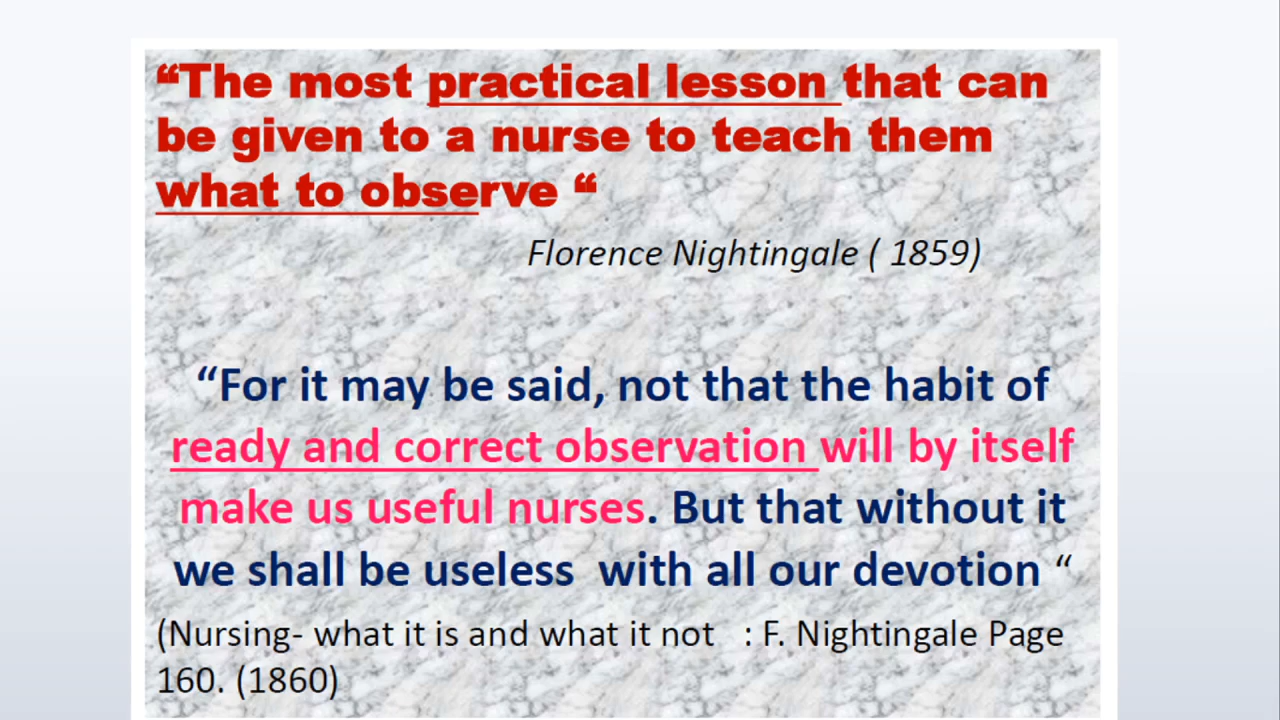 “The most practical lesson that can
be given to a nurse to teach them
what to observe “
Florence Nightingale ( 1859)
“For it may be said, not that the habit of
ready and correct observation will by itself
make us useful nurses. But that without it
we shall be useless  with all our devotion “
(Nursing- what it is and what it not   : F. Nightingale Page
160. (1860)